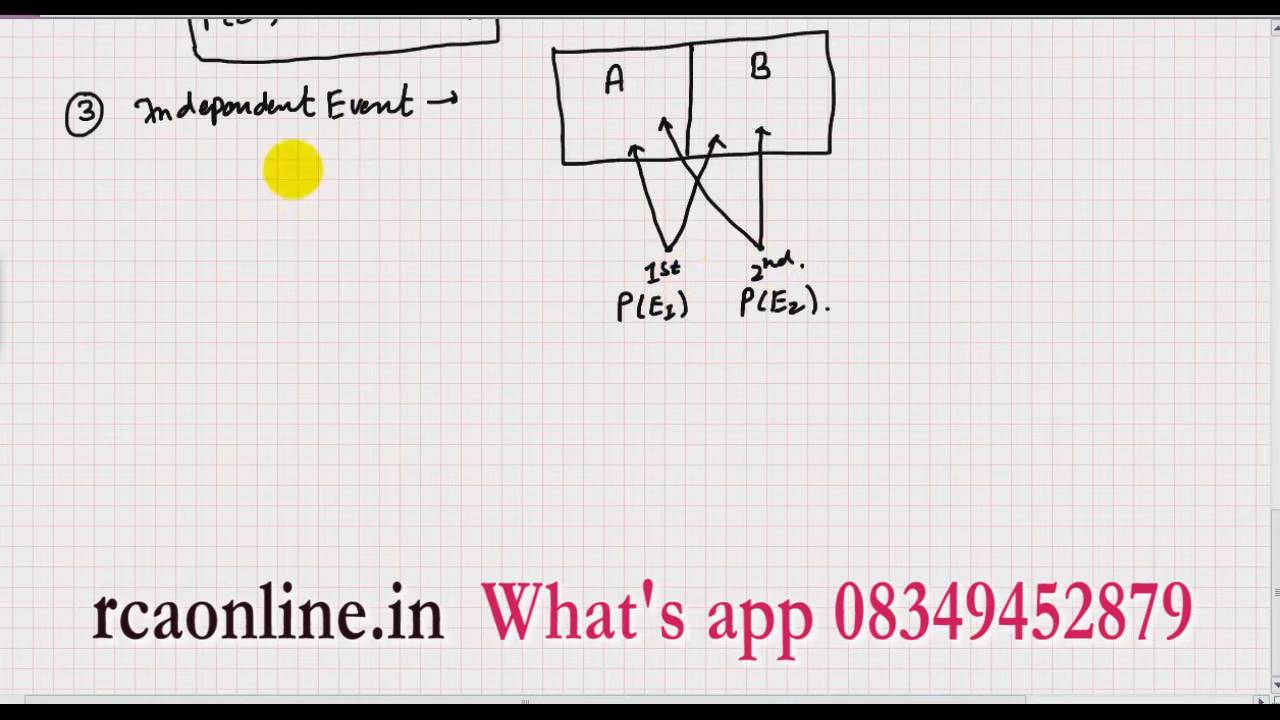 ③ Independent Event →
A B
1st 2nd.
P(E1) P(E2).
rcaonline.in What's app 08349452879